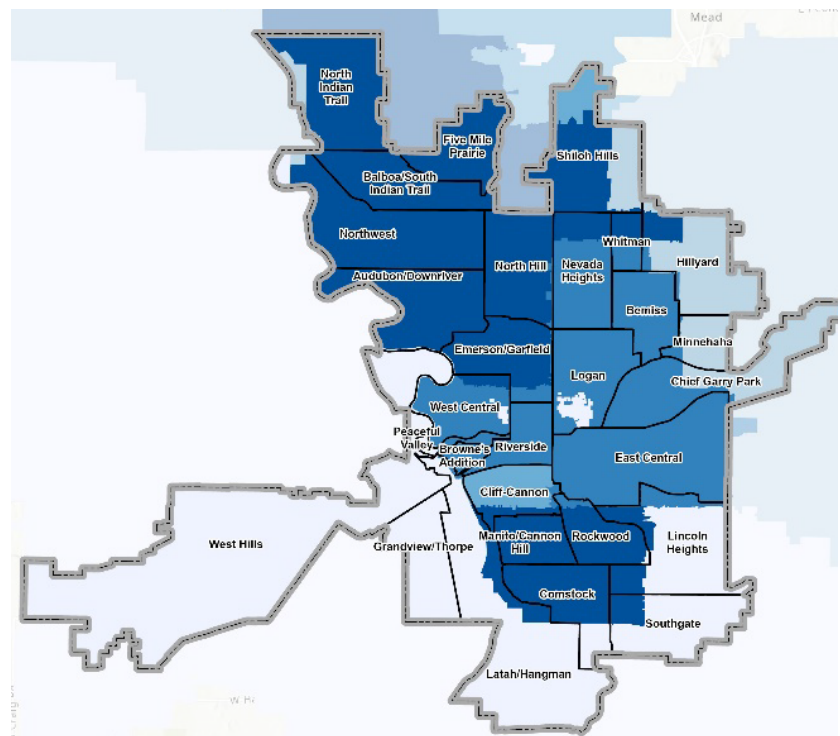 Mead
North
Indian
Trail
Five Mile
Prairie
Shiloh Hills
Balboa/South
Indian Trail
Northwest
Whitman
North Hill
Nevada
Heights
Hillyard
Audubon/Downriver
Bemiss
Minnehaha
Emerson/Garfield
Logan
Chief Garry Park
West Central
Peaceful
Valley
Riverside
Browne's
Addition
East Central
Cliff-Cannon
West Hills
Grandview/Thorpe
Manito/Cannon
Hill
Rockwood
Lincoln
Heights
Comstock
Southgate
Latah/Hangman